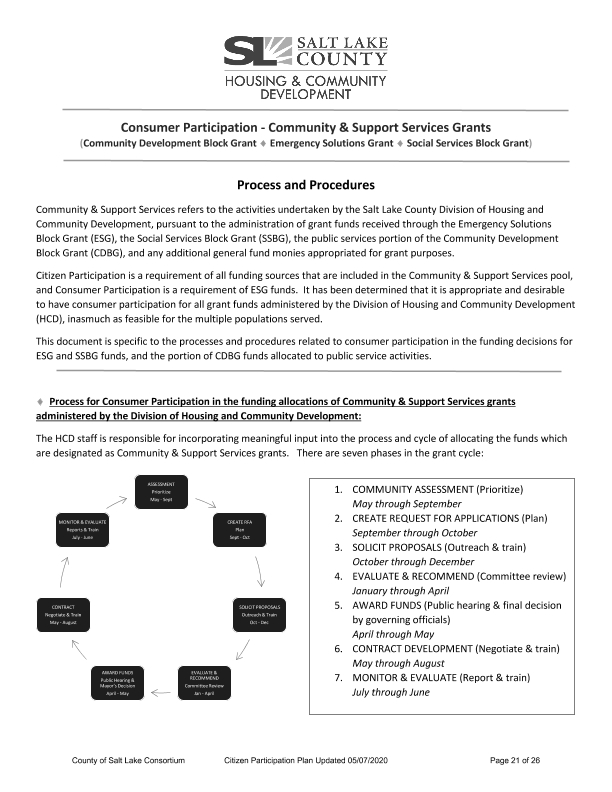 SL SALT LAKE
COUNTY
HOUSING & COMMUNITY
DEVELOPMENT
Consumer Participation - Community & Support Services Grants
(Community Development Block Grant ♦ Emergency Solutions Grant ♦ Social Services Block Grant)
Process and Procedures
Community & Support Services refers to the activities undertaken by the Salt Lake County Division of Housing and
Community Development, pursuant to the administration of grant funds received through the Emergency Solutions
Block Grant (ESG), the Social Services Block Grant (SSBG), the public services portion of the Community Development
Block Grant (CDBG), and any additional general fund monies appropriated for grant purposes.
Citizen Participation is a requirement of all funding sources that are included in the Community & Support Services pool,
and Consumer Participation is a requirement of ESG funds.  It has been determined that it is appropriate and desirable
to have consumer participation for all grant funds administered by the Division of Housing and Community Development
(HCD), inasmuch as feasible for the multiple populations served.
This document is specific to the processes and procedures related to consumer participation in the funding decisions for
ESG and SSBG funds, and the portion of CDBG funds allocated to public service activities.
♦ Process for Consumer Participation in the funding allocations of Community & Support Services grants
administered by the Division of Housing and Community Development:
The HCD staff is responsible for incorporating meaningful input into the process and cycle of allocating the funds which
are designated as Community & Support Services grants.   There are seven phases in the grant cycle:
ASSESSMENT
Prioritize
May - Sept
CREATE RFA
Plan
Sept - Oct
SOLICIT PROPOSALS
Outreach & Train
Oct - Dec
EVALUATE &
RECOMMEND
Committee Review
Jan - April
AWARD FUNDS
Public Hearing &
Mayor's Decision
April - May
CONTRACT
Negotiate & Train
May - August
MONITOR & EVALUATE
Reports & Train
July - June
1. COMMUNITY ASSESSMENT (Prioritize)
May through September
2. CREATE REQUEST FOR APPLICATIONS (Plan)
September through October
3. SOLICIT PROPOSALS (Outreach & train)
October through December
4. EVALUATE & RECOMMEND (Committee review)
January through April
5. AWARD FUNDS (Public hearing & final decision
by governing officials)
April through May
6. CONTRACT DEVELOPMENT (Negotiate & train)
May through August
7. MONITOR & EVALUATE (Report & train)
July through June
County of Salt Lake Consortium Citizen Participation Plan Updated 05/07/2020 Page 21 of 26